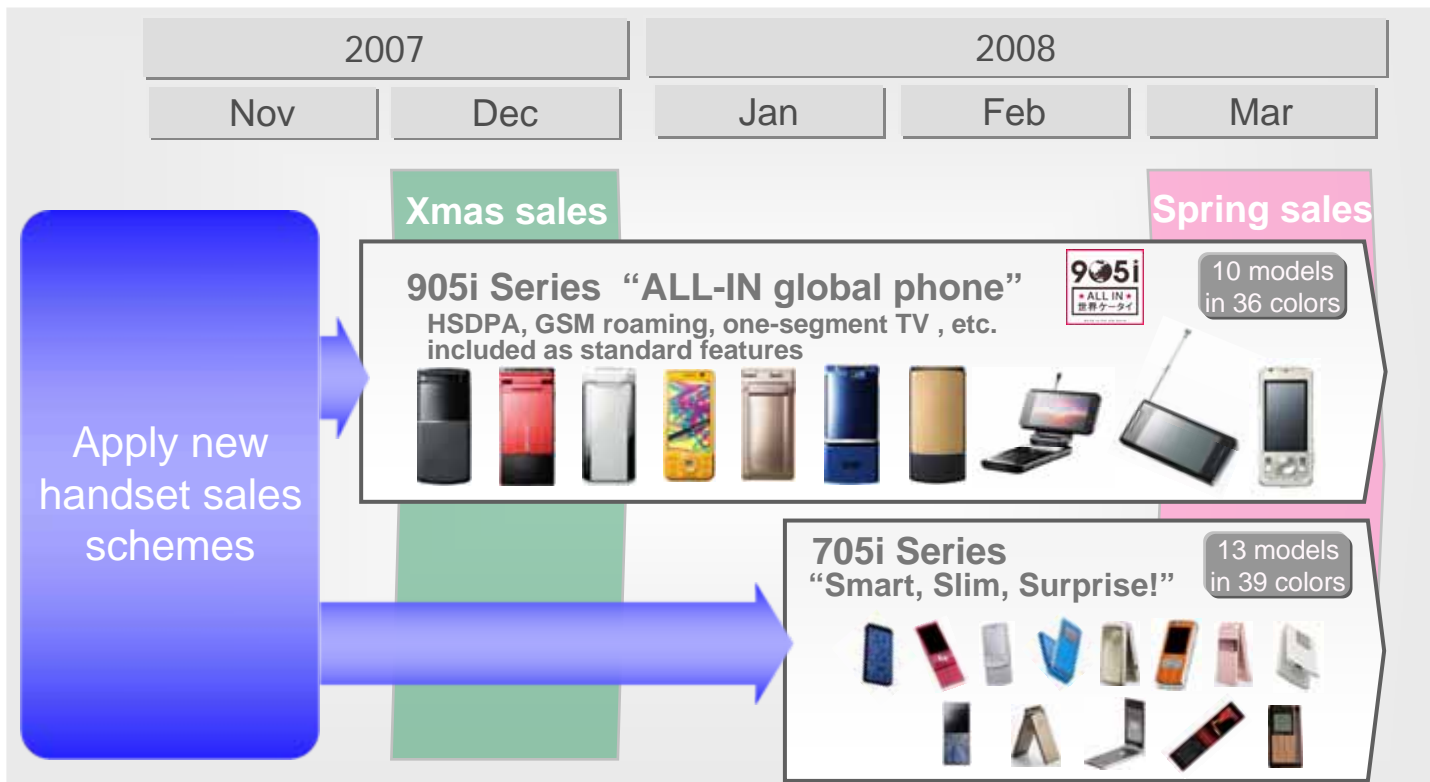 2007
2008
Nov
Dec
Jan
Feb
Mar
Xmas sales
Spring sales
905i Series “ALL-IN global phone”
HSDPA, GSM roaming, one-segment TV , etc.
included as standard features
905i
★ALL IN★
世界ケータイ
10 models
in 36 colors
Apply new
handset sales
schemes
705i Series
“Smart, Slim, Surprise!”
13 models
in 39 colors